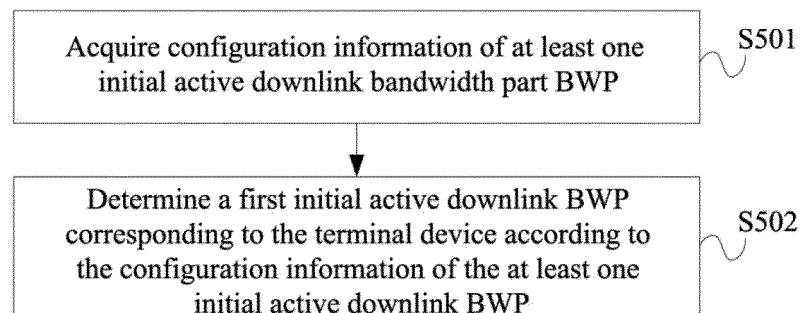 Acquire configuration information of at least one
initial active downlink bandwidth part BWP
S501
Determine a first initial active downlink BWP
corresponding to the terminal device according to
the configuration information of the at least one
initial active downlink BWP
S502